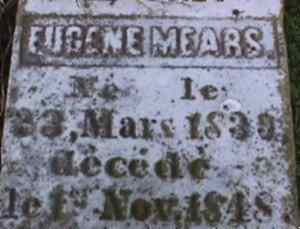 EUGENE MEARS.
Né le
23, Mars 1839
décédé
le 1er Nov. 1848